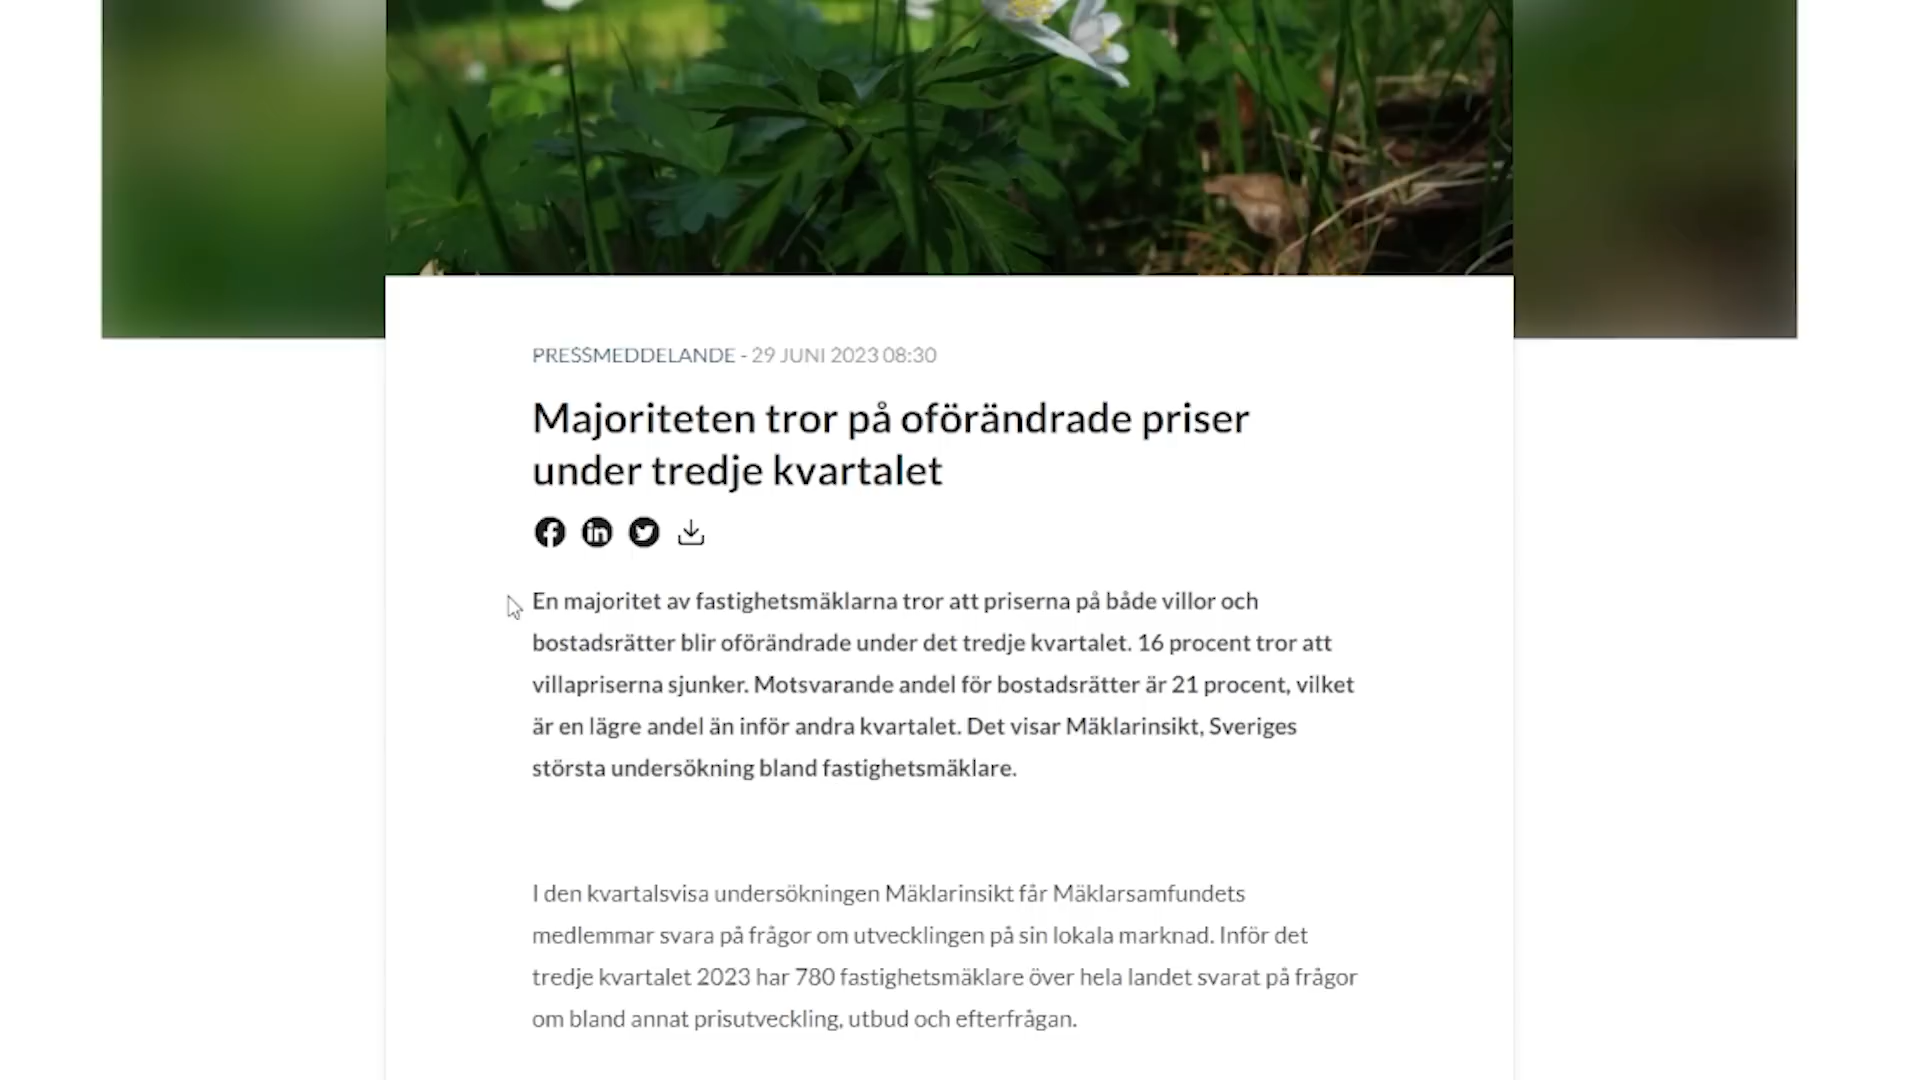 PRESSMEDDELANDE - 29 JUNI 2023 08:30
Majoriteten tror på oförändrade priser
under tredje kvartalet
En majoritet av fastighetsmäklarna tror att priserna på både villor och
bostadsrätter blir oförändrade under det tredje kvartalet. 16 procent tror att
villapriserna sjunker. Motsvarande andel för bostadsrätter är 21 procent, vilket
är en lägre andel än inför andra kvartalet. Det visar Mäklarinsikt, Sveriges
största undersökning bland fastighetsmäklare.
I den kvartalsvisa undersökningen Mäklarinsikt får Mäklarsamfundets
medlemmar svara på frågor om utvecklingen på sin lokala marknad. Inför det
tredje kvartalet 2023 har 780 fastighetsmäklare över hela landet svarat på frågor
om bland annat prisutveckling, utbud och efterfrågan.